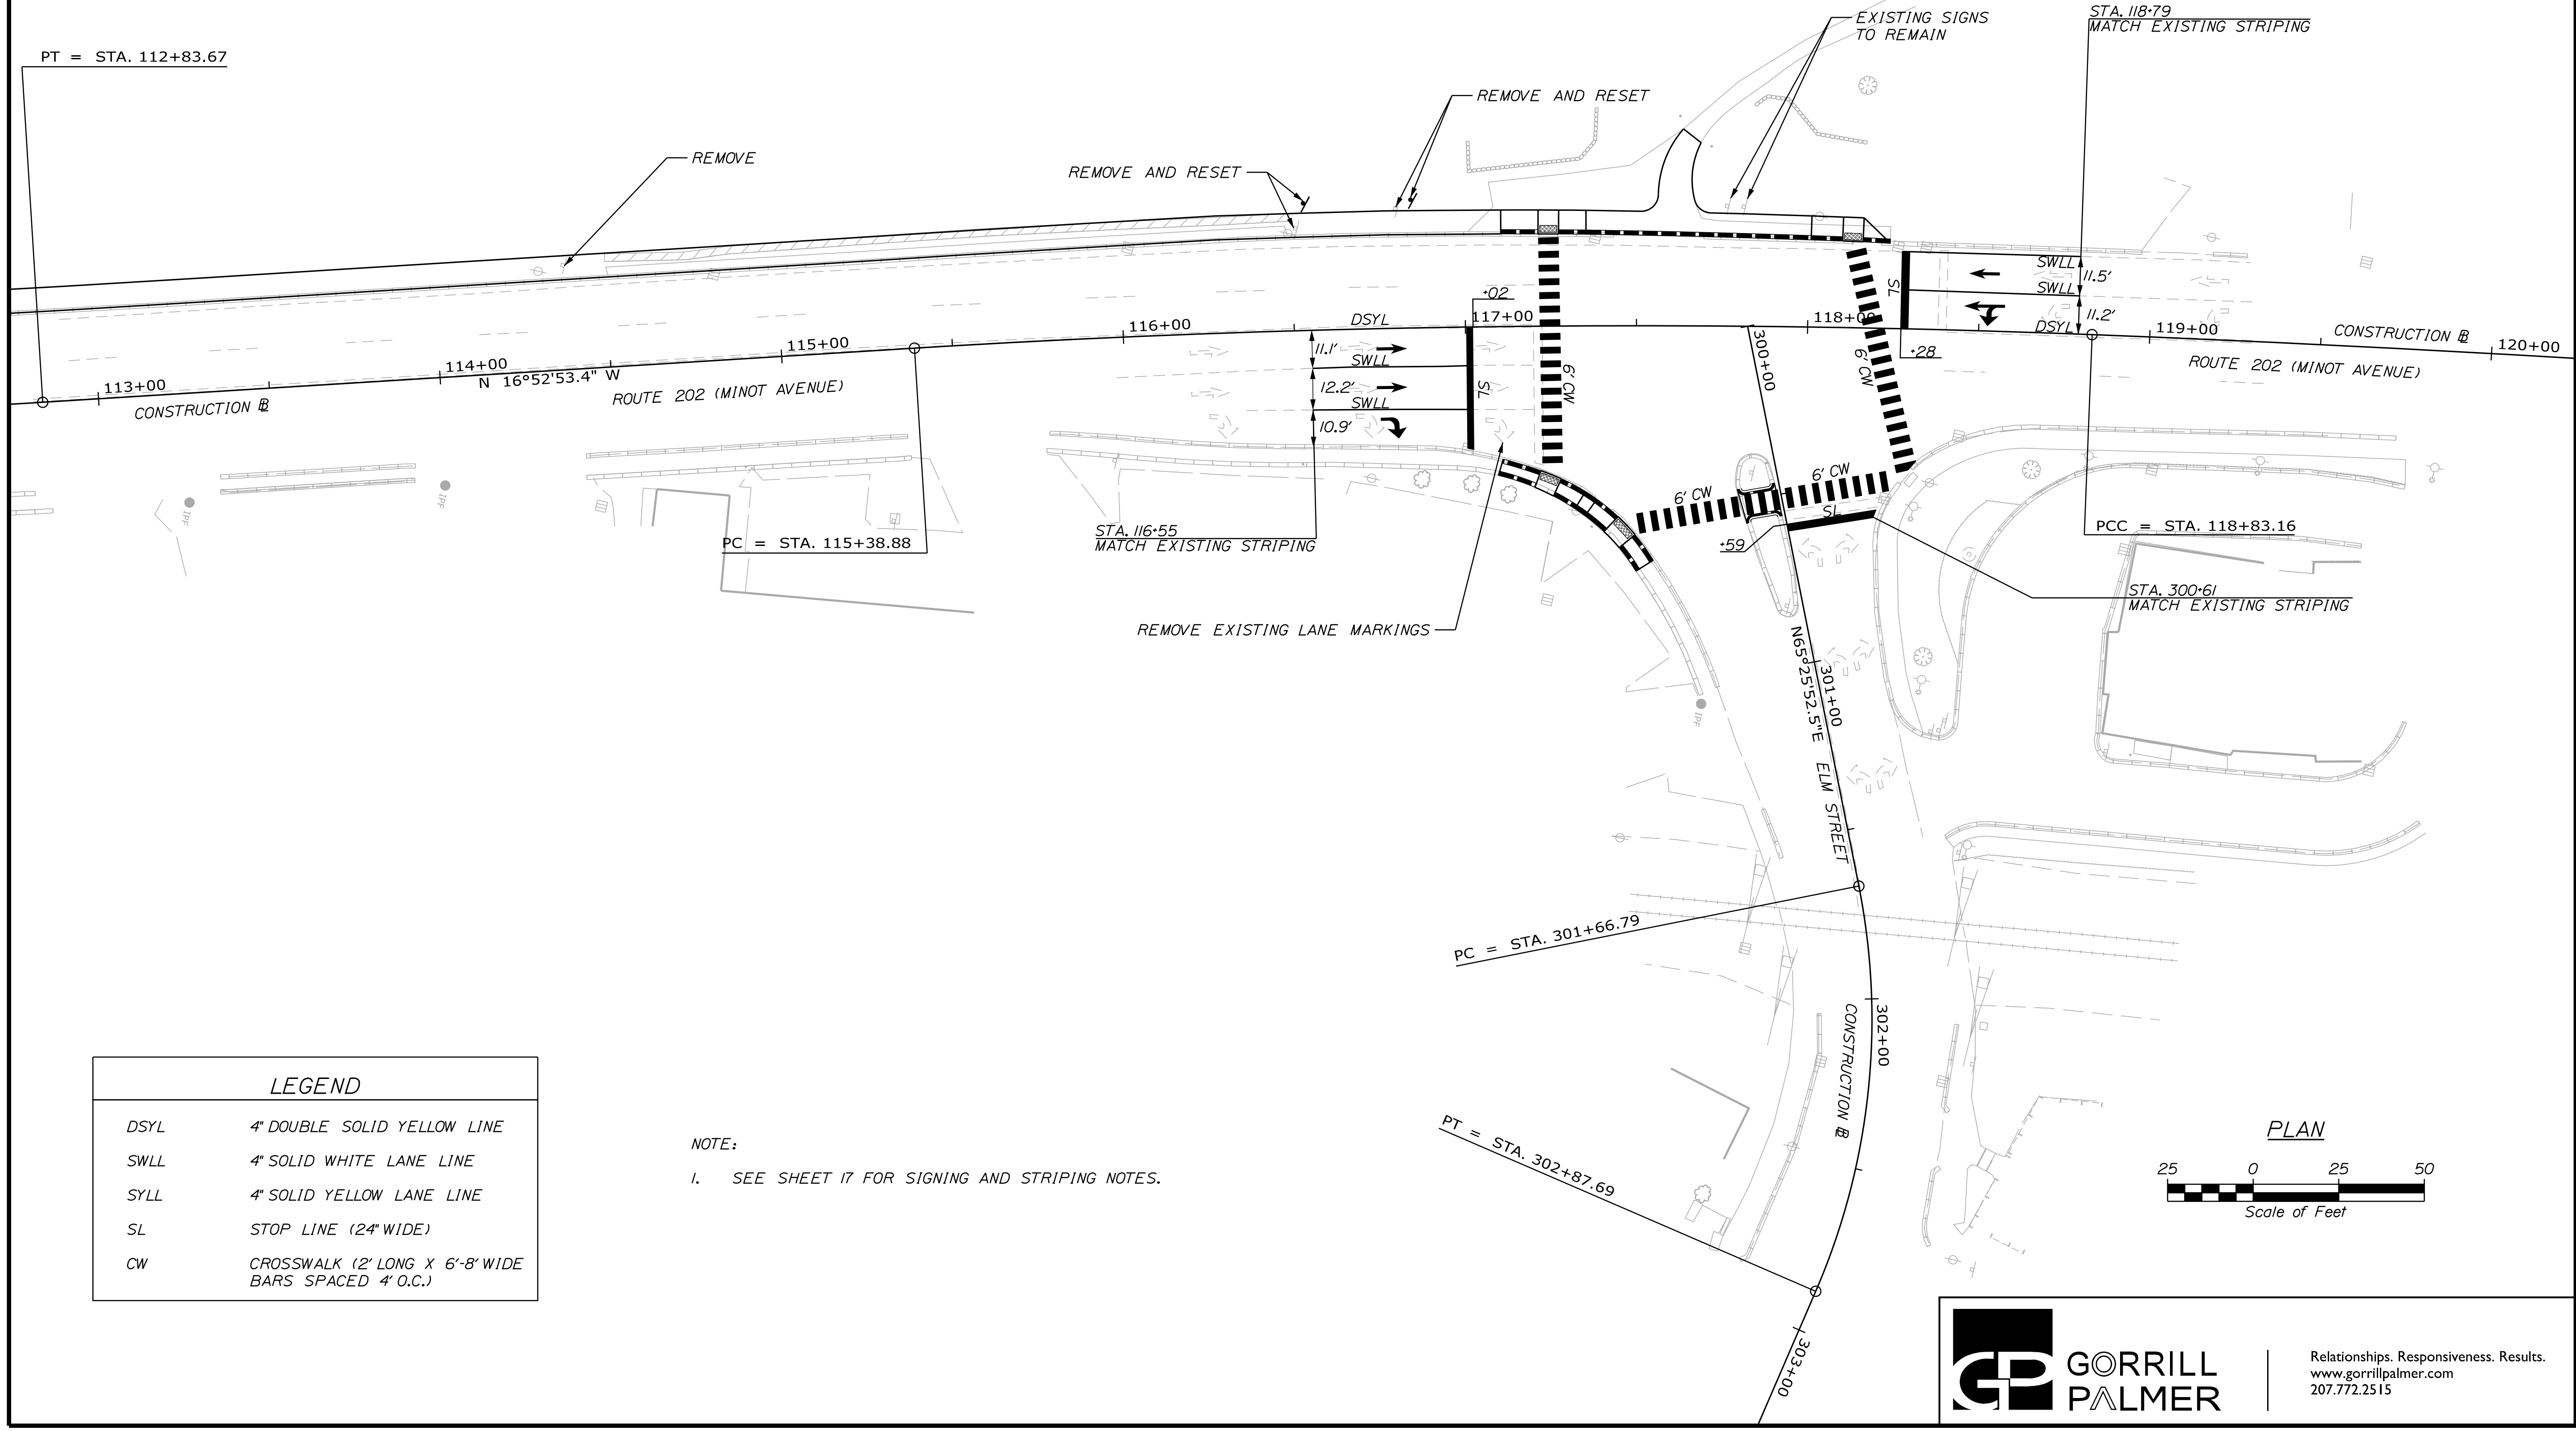 STA. 118+79
MATCH EXISTING STRIPING
EXISTING SIGNS
TO REMAIN
PT = STA. 112+83.67
REMOVE AND RESET
REMOVE
REMOVE AND RESET
SWLL
11.5'
SWLL
SL
11.2'
DSYL
+02
DSYL
117+00
118+00
119+00
CONSTRUCTION BL
120+00
116+00
115+00
114+00
113+00
N 16°52'53.4" W
CONSTRUCTION BL
ROUTE 202 (MINOT AVENUE)
11.1'
SWLL
12.2'
SWLL
10.9'
SL
6' CW
300+00
6' CW
+28
ROUTE 202 (MINOT AVENUE)
IPF
IPF
6' CW
6' CW
SL
+59
PC = STA. 115+38.88
STA. 116+55
MATCH EXISTING STRIPING
PCC = STA. 118+83.16
STA. 300+61
MATCH EXISTING STRIPING
REMOVE EXISTING LANE MARKINGS
N65°25'52.5"E
301+00
ELM STREET
IPF
PC = STA. 301+66.79
302+00
CONSTRUCTION BL
PT = STA. 302+87.69
303+00
LEGEND
DSYL 4" DOUBLE SOLID YELLOW LINE
SWLL 4" SOLID WHITE LANE LINE
SYLL 4" SOLID YELLOW LANE LINE
SL STOP LINE (24" WIDE)
CW CROSSWALK (2' LONG X 6'-8' WIDE
BARS SPACED 4' O.C.)
NOTE:
1. SEE SHEET 17 FOR SIGNING AND STRIPING NOTES.
PLAN
25 0 25 50
Scale of Feet
GP
GORRILL
PALMER
Relationships. Responsiveness. Results.
www.gorrillpalmer.com
207.772.2515